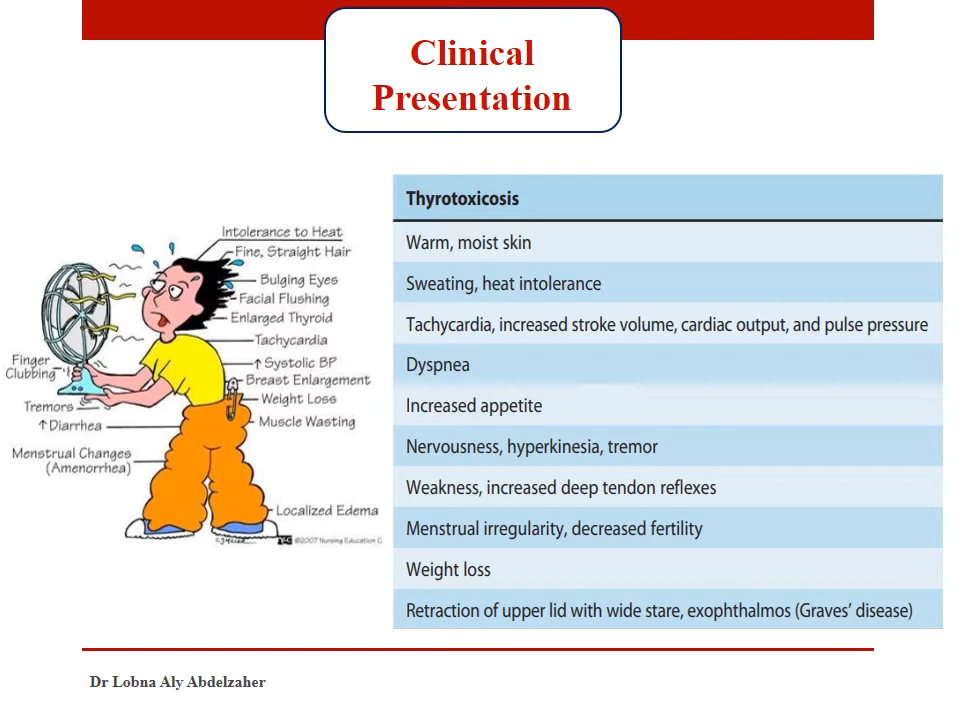 Clinical
Presentation
Intolerance to Heat
Fine, Straight Hair
Bulging Eyes
Facial Flushing
Enlarged Thyroid
Tachycardia
↑ Systolic BP
Breast Enlargement
Weight Loss
Muscle Wasting
Localized Edema
Finger
Clubbing
Tremors
↑ Diarrhea
Menstrual Changes
(Amenorrhea)
©2007 Nursing Education C
Thyrotoxicosis
Warm, moist skin
Sweating, heat intolerance
Tachycardia, increased stroke volume, cardiac output, and pulse pressure
Dyspnea
Increased appetite
Nervousness, hyperkinesia, tremor
Weakness, increased deep tendon reflexes
Menstrual irregularity, decreased fertility
Weight loss
Retraction of upper lid with wide stare, exophthalmos (Graves’ disease)
Dr Lobna Aly Abdelzaher